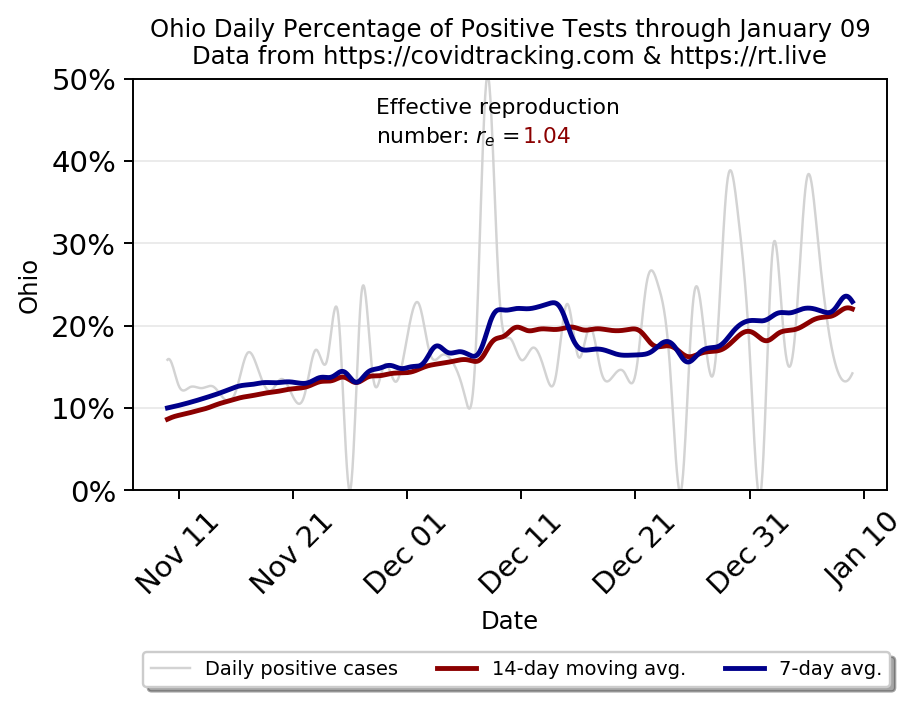 Ohio Daily Percentage of Positive Tests through January 09
Data from https://covidtracking.com & https://rt.live
Effective reproduction
number: rₑ =1.04
50%
40%
30%
20%
10%
0%
Ohio
Nov 11
Nov 21
Dec 01
Dec 11
Dec 21
Dec 31
Jan 10
Date
Daily positive cases
14-day moving avg.
7-day avg.